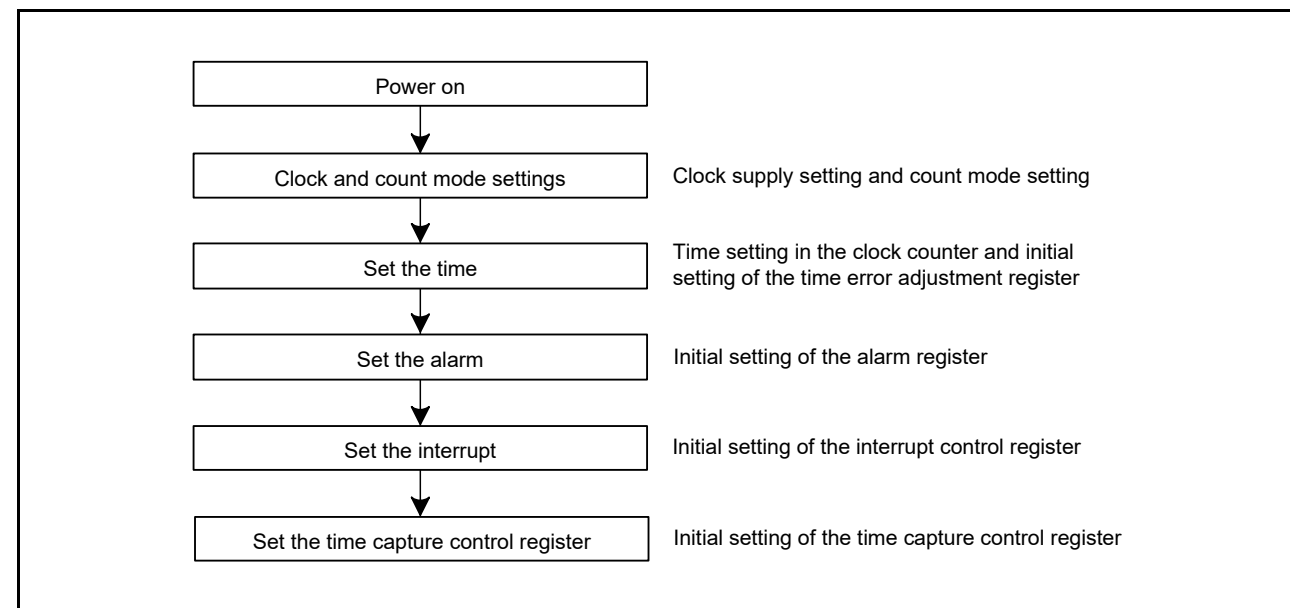 Power on
Clock and count mode settings
Clock supply setting and count mode setting
Set the time
Time setting in the clock counter and initial
setting of the time error adjustment register
Set the alarm
Initial setting of the alarm register
Set the interrupt
Initial setting of the interrupt control register
Set the time capture control register
Initial setting of the time capture control register